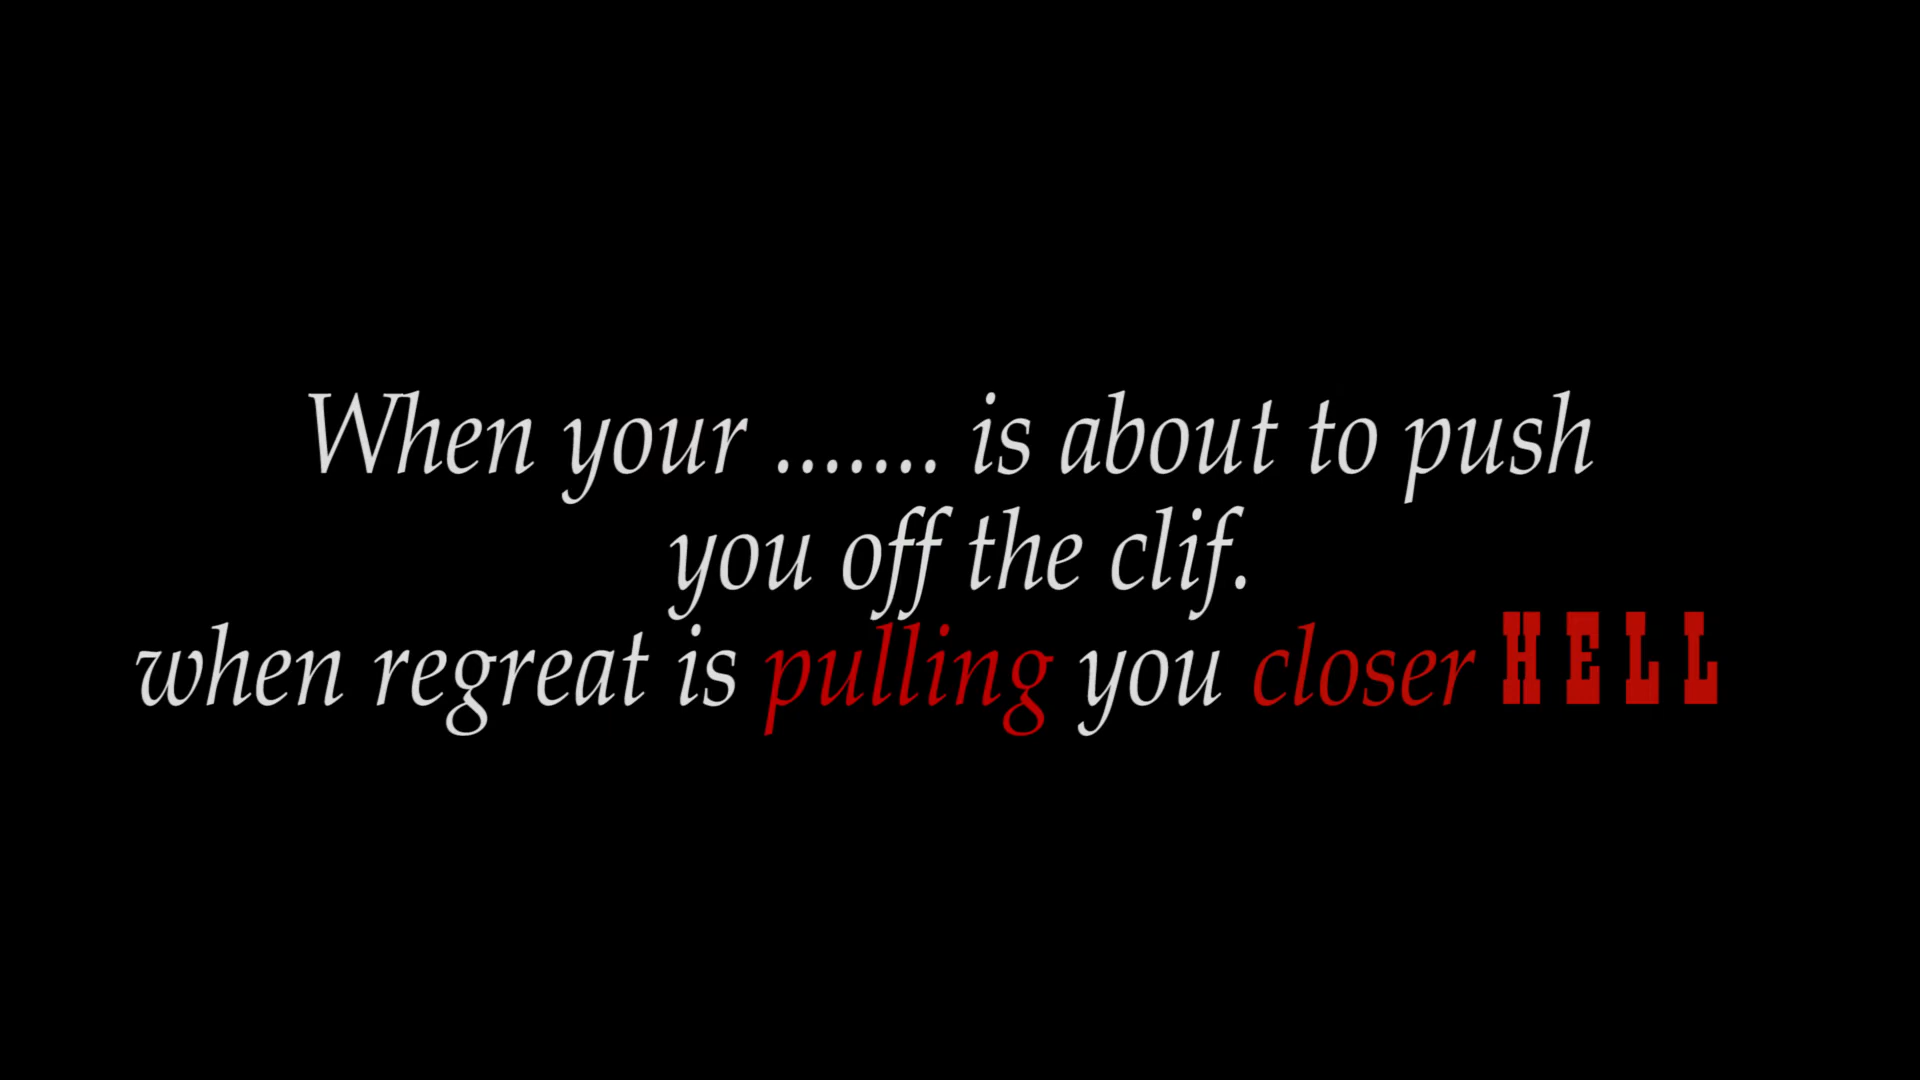 When your ....... is about to push
you off the clif.
when regreat is pulling you closer HELL